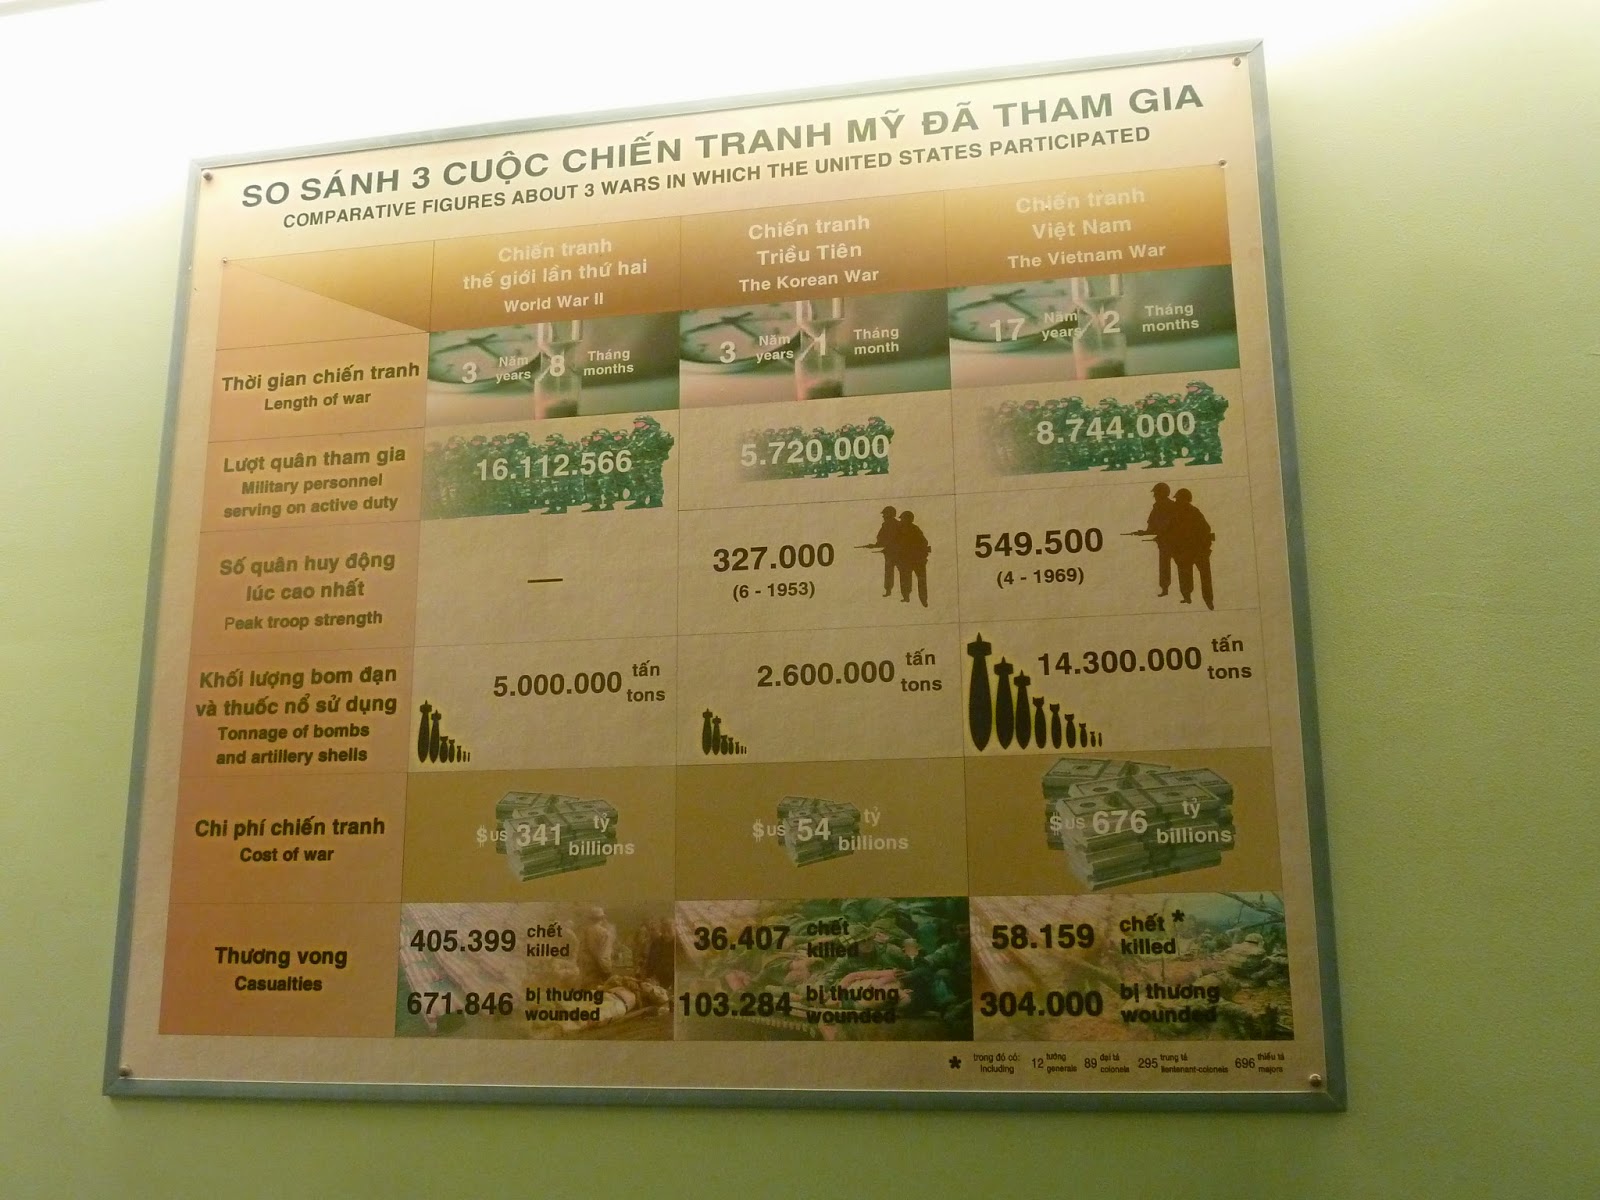 SO SÁNH 3 CUỘC CHIẾN TRANH MỸ ĐÃ THAM GIA
COMPARATIVE FIGURES ABOUT 3 WARS IN WHICH THE UNITED STATES PARTICIPATED
Chiến tranh
thế giới lần thứ hai
World War II
Chiến tranh
Triều Tiên
The Korean War
Chiến tranh
Việt Nam
The Vietnam War
Thời gian chiến tranh
Length of war
3 Năm years 8 Tháng months
3 Năm years 1 Tháng month
17 Năm years 2 Tháng months
Lượt quân tham gia
Military personnel
serving on active duty
16.112.566
5.720.000
8.744.000
Số quân huy động
lúc cao nhất
Peak troop strength
—
327.000
(6 - 1953)
549.500
(4 - 1969)
Khối lượng bom đạn
và thuốc nổ sử dụng
Tonnage of bombs
and artillery shells
5.000.000 tấn tons
2.600.000 tấn tons
14.300.000 tấn tons
Chi phí chiến tranh
Cost of war
$US 341 tỷ billions
$US 54 tỷ billions
$US 676 tỷ billions
Thương vong
Casualties
405.399 chết killed
671.846 bị thương wounded
36.407 chết killed
103.284 bị thương wounded
58.159 chết * killed
304.000 bị thương wounded
* trong đó có: including 12 tướng generals 89 đại tá colonels 295 trung tá lieutenant-colonels 696 thiếu tá majors